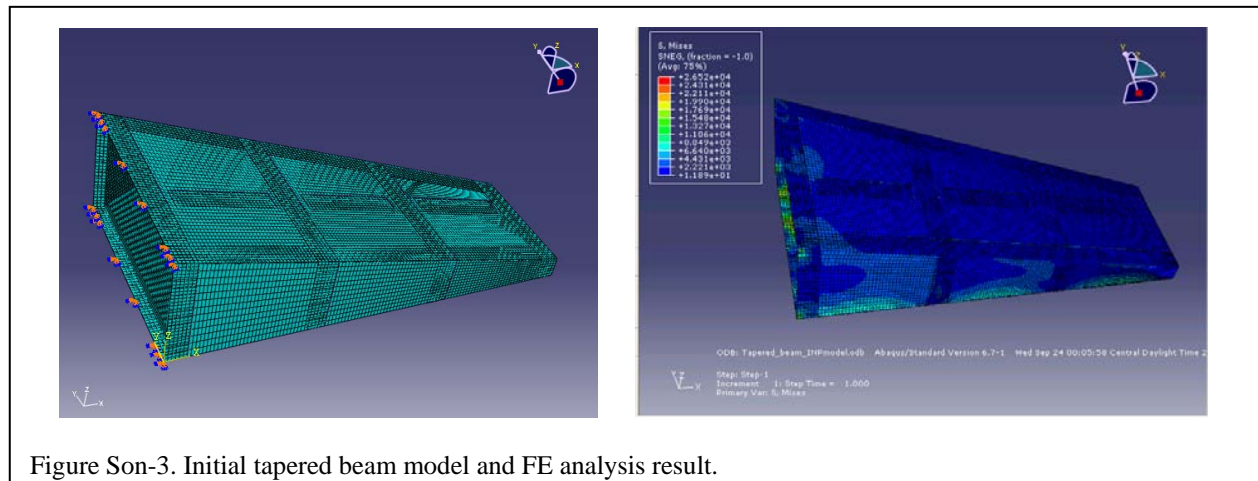 Y
Z
X
S, Mises
SNEG, (fraction = -1.0)
(Avg: 75%)
+2.652e+04
+2.431e+04
+2.211e+04
+1.990e+04
+1.769e+04
+1.548e+04
+1.327e+04
+1.106e+04
+8.849e+03
+6.640e+03
+4.431e+03
+2.221e+03
+1.189e+01
Y
Z
X
Z
X
Y Z
X
ODB: Tapered_beam_INPmodel.odb Abaqus/Standard Version 6.7-1 Wed Sep 24 00:05:58 Central Daylight Time 2
Step: Step-1
Increment 1: Step Time = 1.000
Primary Var: S, Mises
Y Z
X
Figure Son-3. Initial tapered beam model and FE analysis result.